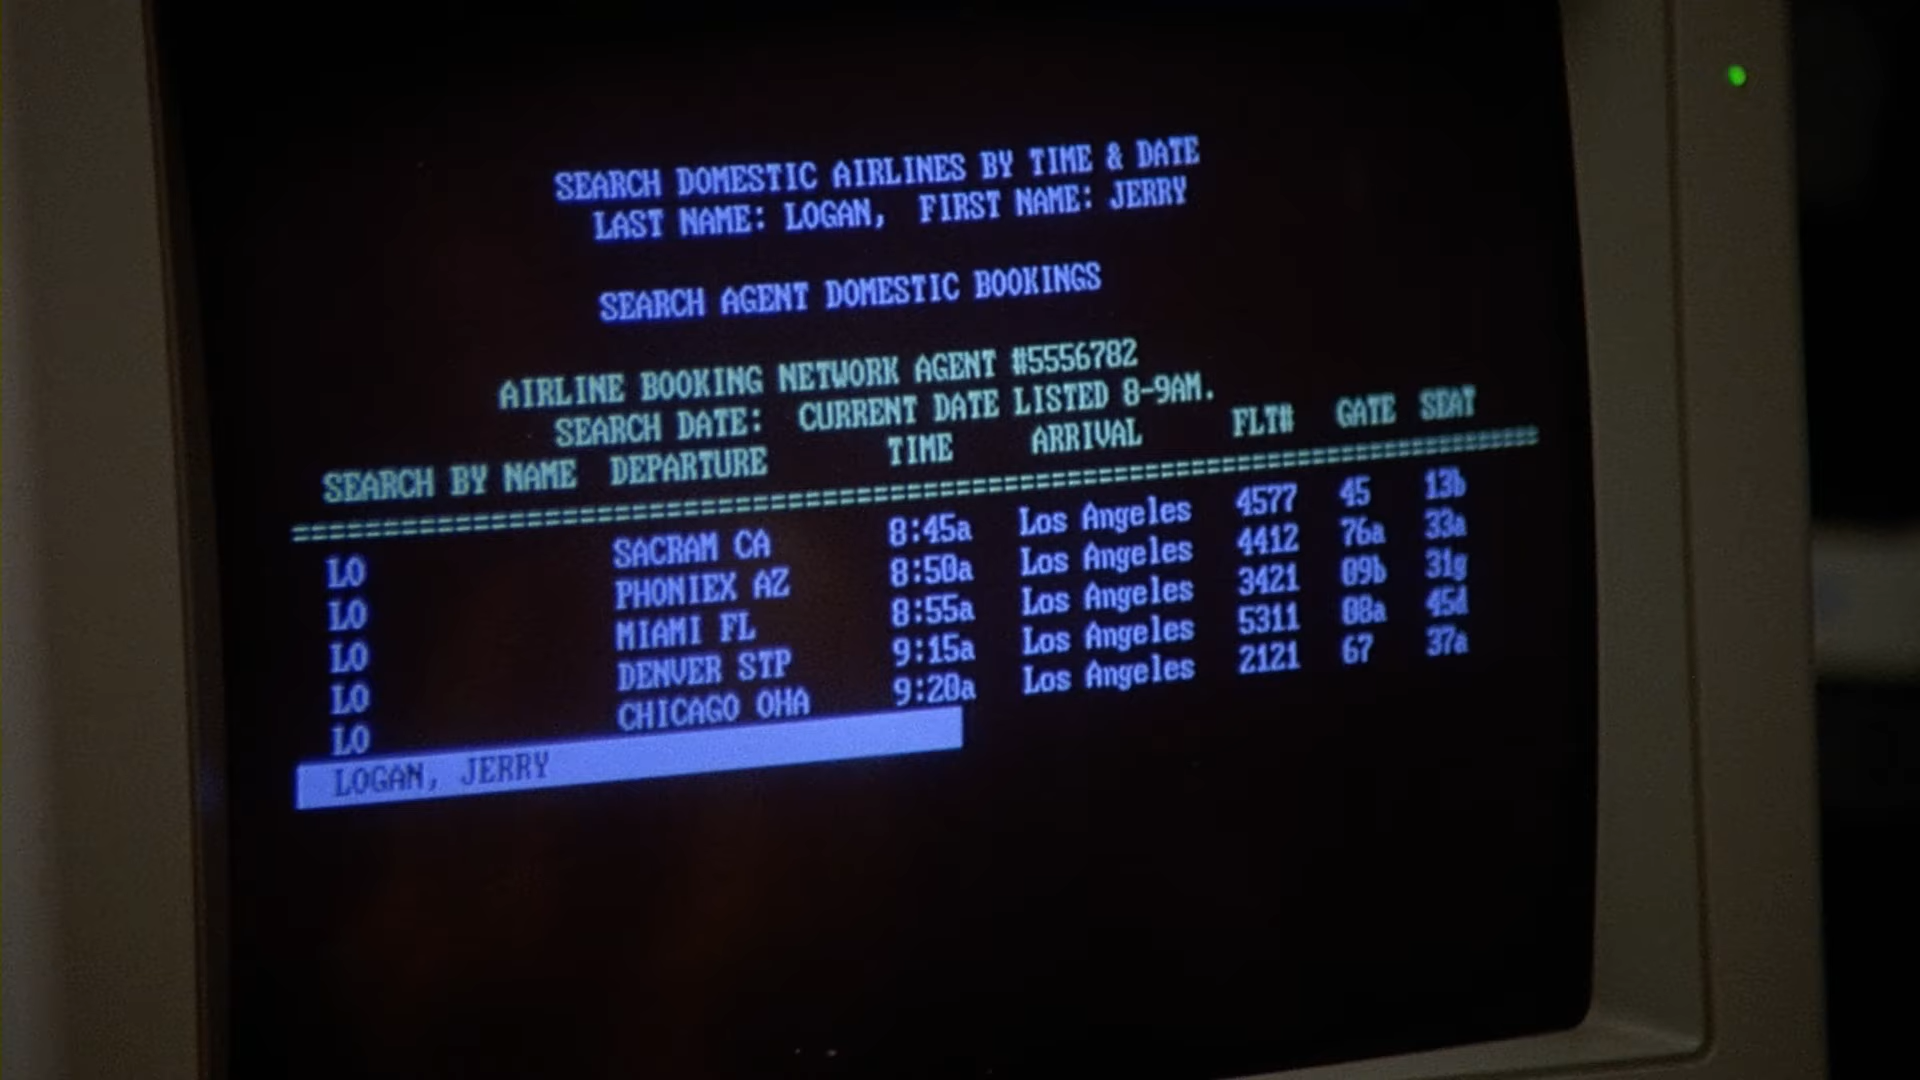 SEARCH DOMESTIC AIRLINES BY TIME & DATE
LAST NAME: LOGAN, FIRST NAME: JERRY
SEARCH AGENT DOMESTIC BOOKINGS
AIRLINE BOOKING NETWORK AGENT #5556782
SEARCH DATE: CURRENT DATE LISTED 8-9AM.
SEARCH BY NAME DEPARTURE TIME ARRIVAL FLT# GATE SEAT
LO SACRAM CA 8:45a Los Angeles 4577 45 13b
LO PHONIEX AZ 8:50a Los Angeles 4412 76a 33a
LO MIAMI FL 8:55a Los Angeles 3421 09b 31g
LO DENVER STP 9:15a Los Angeles 5311 08a 45d
LO CHICAGO OHA 9:20a Los Angeles 2121 67 37a
LOGAN, JERRY